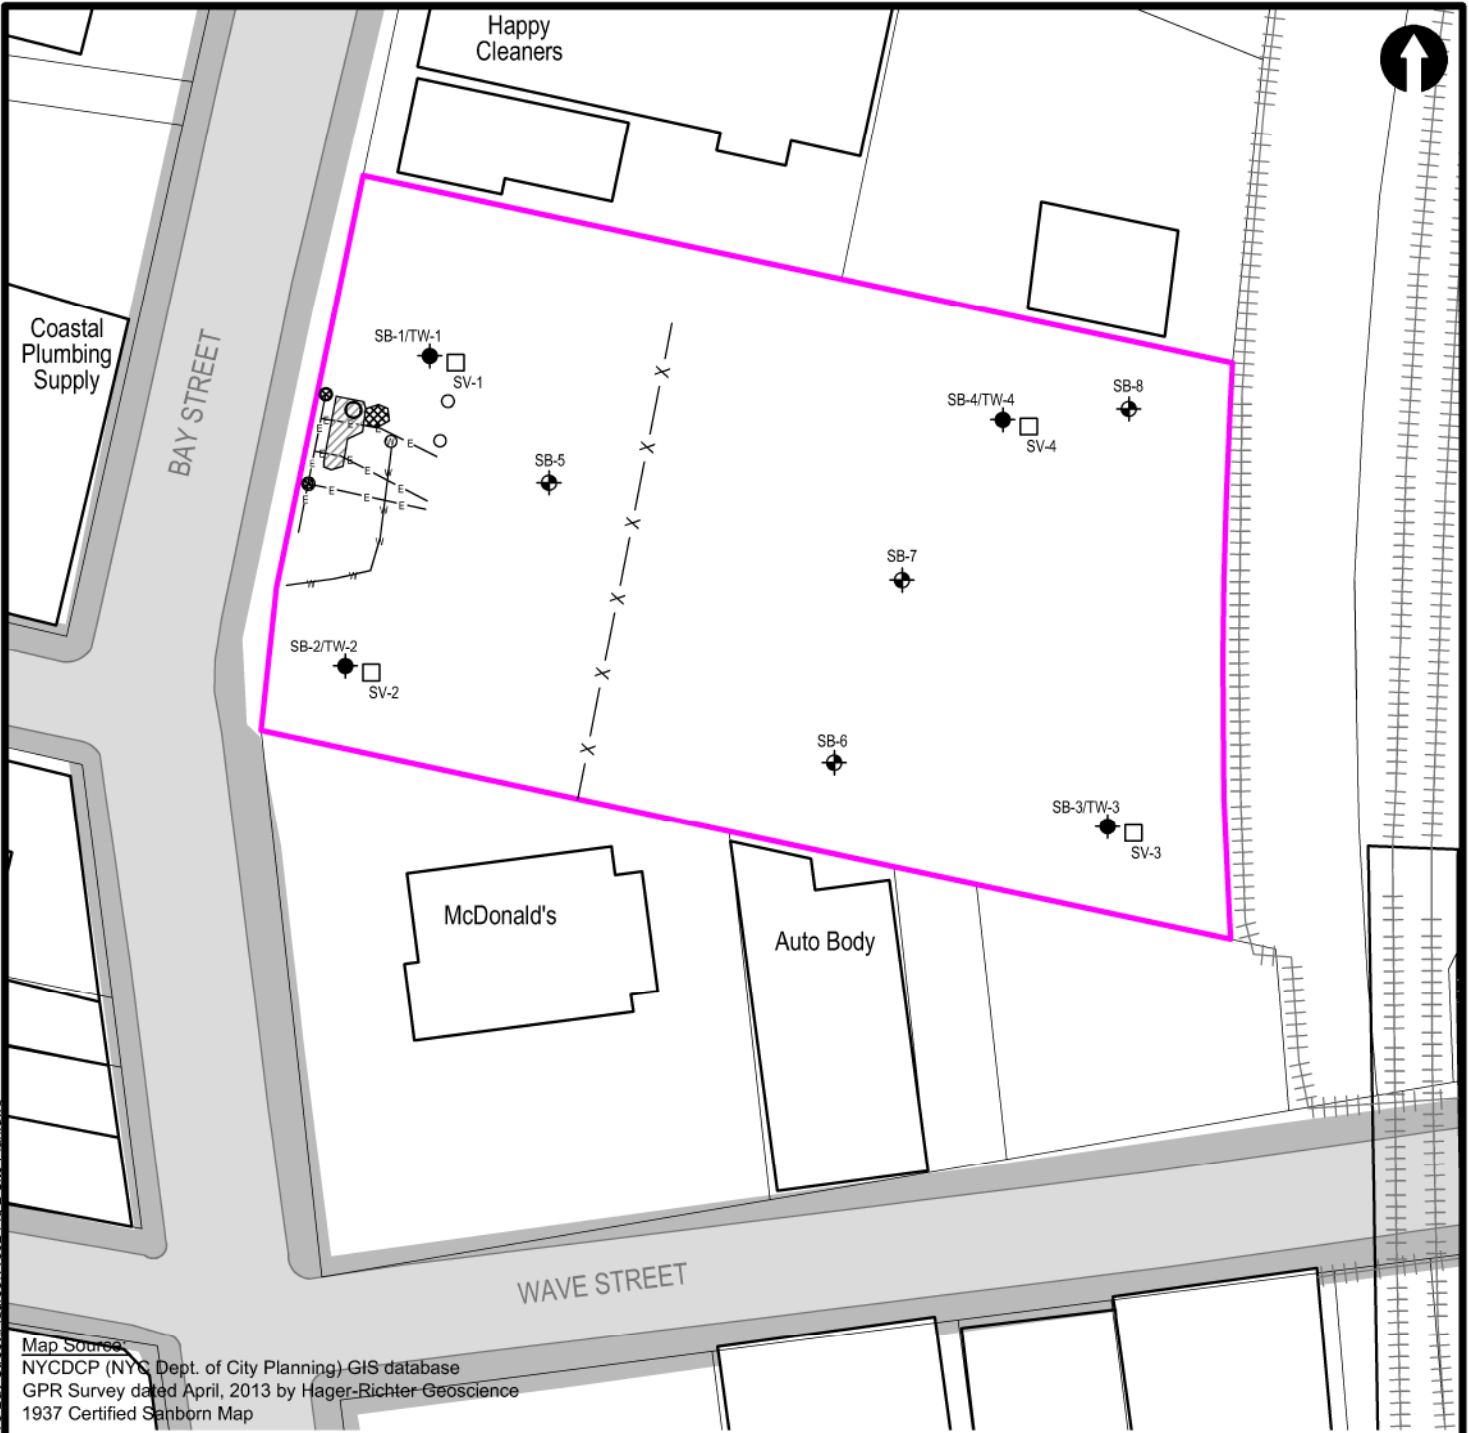 Happy
Cleaners
Coastal
Plumbing
Supply
BAY STREET
SB-1/TW-1
SV-1
SB-4/TW-4
SV-4
SB-8
SB-5
E
E
E
E
W
E
E
E
E
E
E
W
E
E
E
E
E
W
W
W
W
X
X
X
X
X
X
SB-7
SB-2/TW-2
SV-2
SB-6
SB-3/TW-3
SV-3
McDonald's
Auto Body
WAVE STREET
Map Source:
NYCDCP (NYC Dept. of City Planning) GIS database
GPR Survey dated April, 2013 by Hager-Richter Geoscience
1937 Certified Sanborn Map